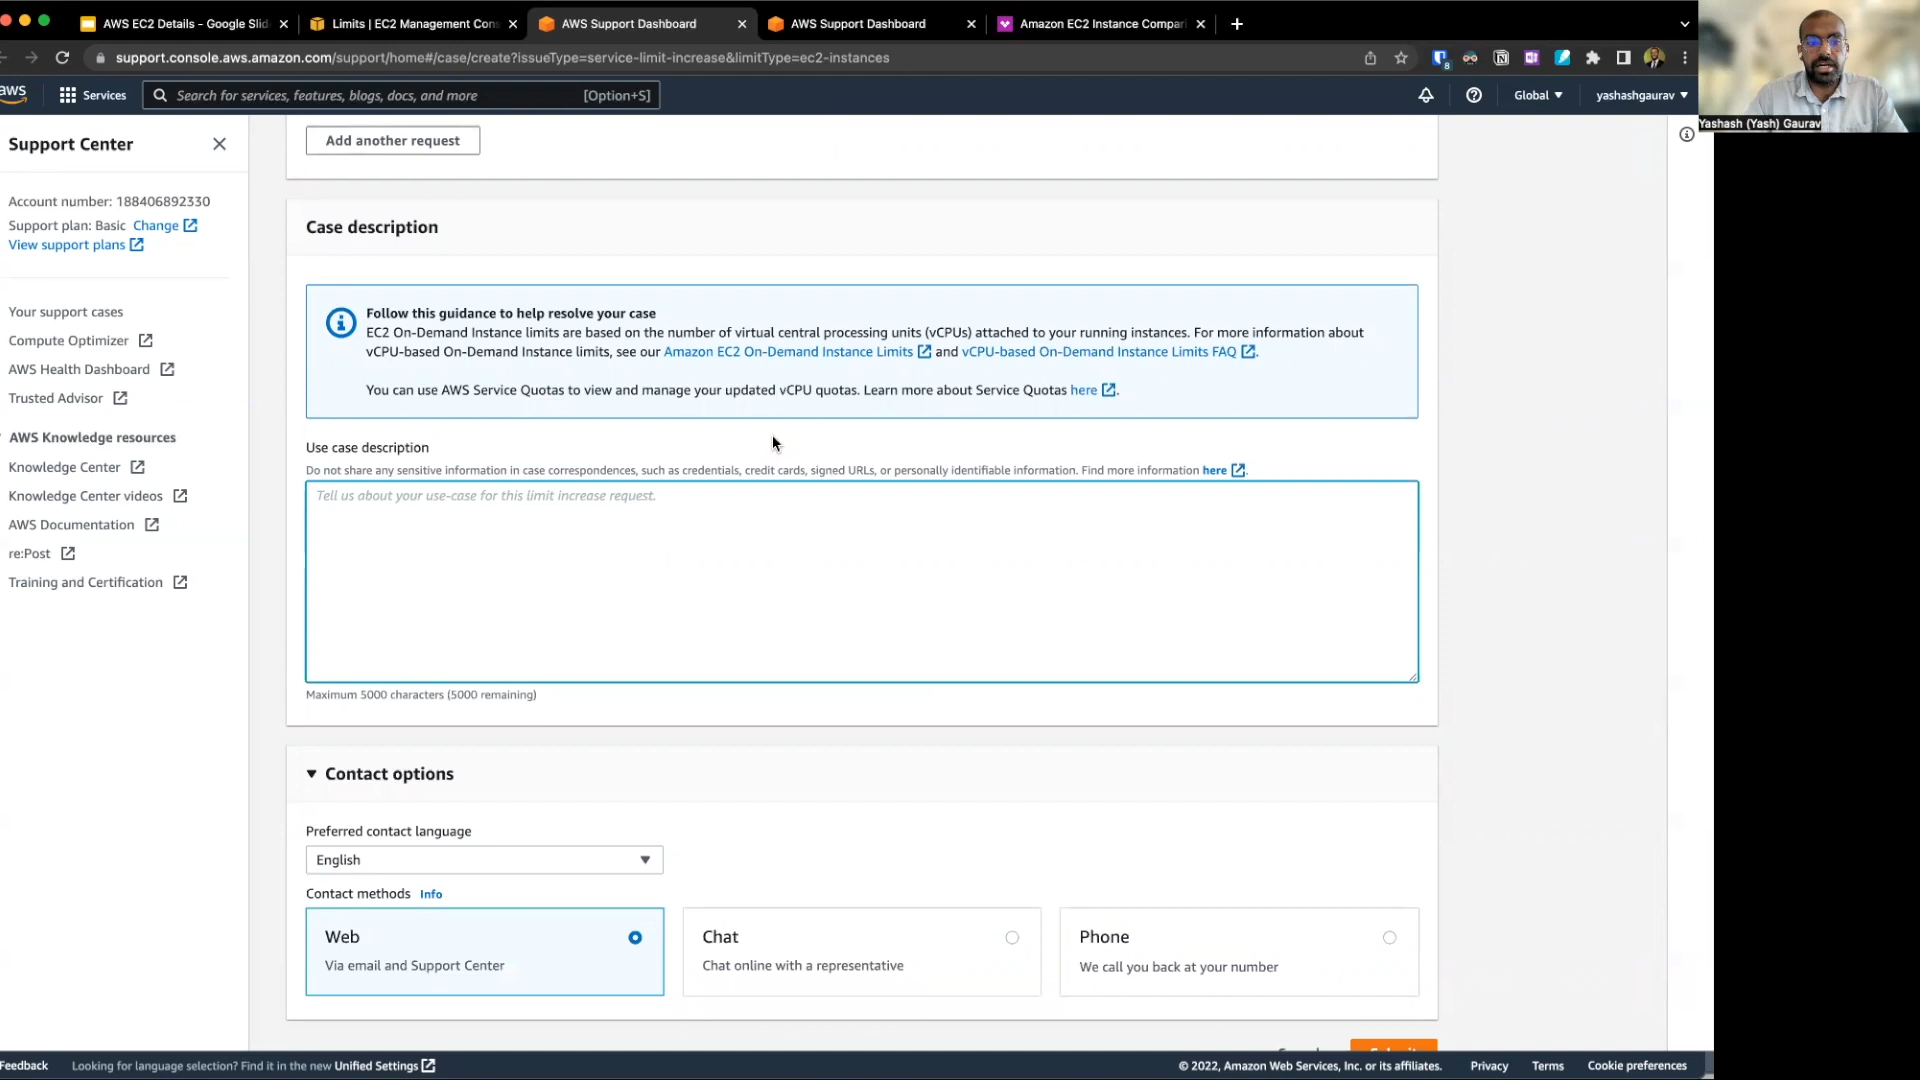 AWS EC2 Details - Google Slid
Limits | EC2 Management Con
AWS Support Dashboard
AWS Support Dashboard
Amazon EC2 Instance Compari
support.console.aws.amazon.com/support/home#/case/create?issueType=service-limit-increase&limitType=ec2-instances
8
aws
Services
Search for services, features, blogs, docs, and more
[Option+S]
Global
yashashgaurav
Yashash (Yash) Gaurav
Support Center
Account number: 188406892330
Support plan: Basic Change
View support plans
Your support cases
Compute Optimizer
AWS Health Dashboard
Trusted Advisor
AWS Knowledge resources
Knowledge Center
Knowledge Center videos
AWS Documentation
re:Post
Training and Certification
Add another request
Case description
Follow this guidance to help resolve your case
EC2 On-Demand Instance limits are based on the number of virtual central processing units (vCPUs) attached to your running instances. For more information about
vCPU-based On-Demand Instance limits, see our Amazon EC2 On-Demand Instance Limits and vCPU-based On-Demand Instance Limits FAQ.
You can use AWS Service Quotas to view and manage your updated vCPU quotas. Learn more about Service Quotas here.
Use case description
Do not share any sensitive information in case correspondences, such as credentials, credit cards, signed URLs, or personally identifiable information. Find more information here.
Tell us about your use-case for this limit increase request.
Maximum 5000 characters (5000 remaining)
Contact options
Preferred contact language
English
Contact methods Info
Web
Via email and Support Center
Chat
Chat online with a representative
Phone
We call you back at your number
Feedback
Looking for language selection? Find it in the new Unified Settings
© 2022, Amazon Web Services, Inc. or its affiliates.
Privacy
Terms
Cookie preferences